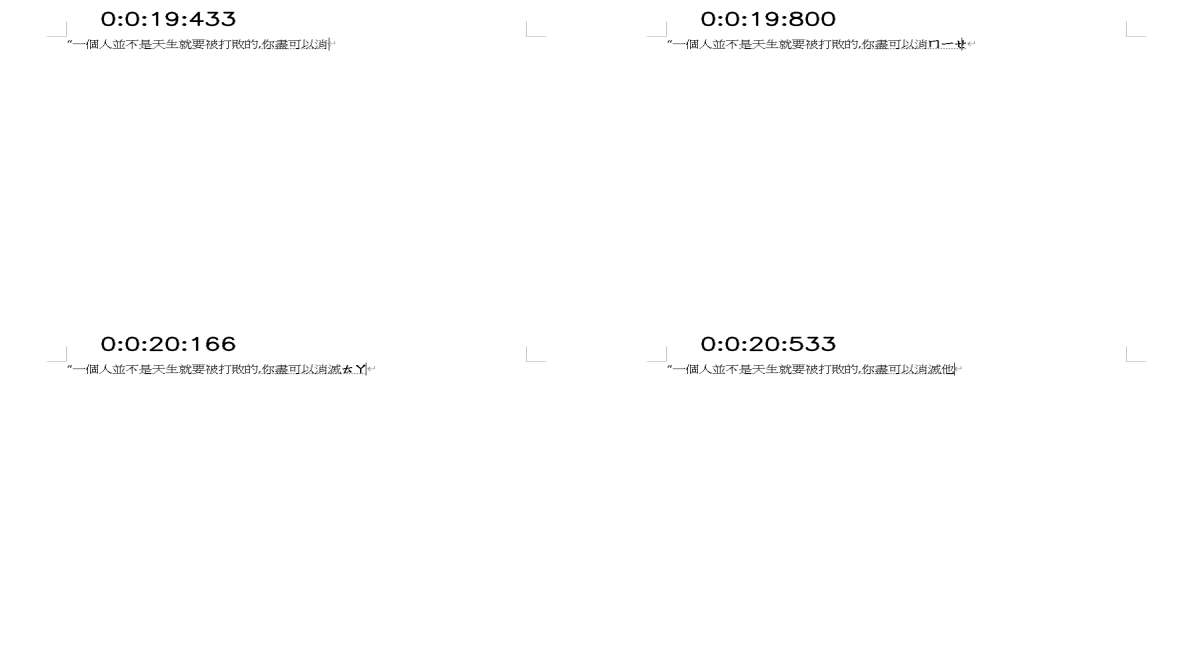 0:0:19:433
“一個人並不是天生就要被打敗的,你盡可以消↵
0:0:19:800
“一個人並不是天生就要被打敗的,你盡可以消ㄇㄧㄝ↵
0:0:20:166
“一個人並不是天生就要被打敗的,你盡可以消滅ㄊㄚ↵
0:0:20:533
“一個人並不是天生就要被打敗的,你盡可以消滅他↵